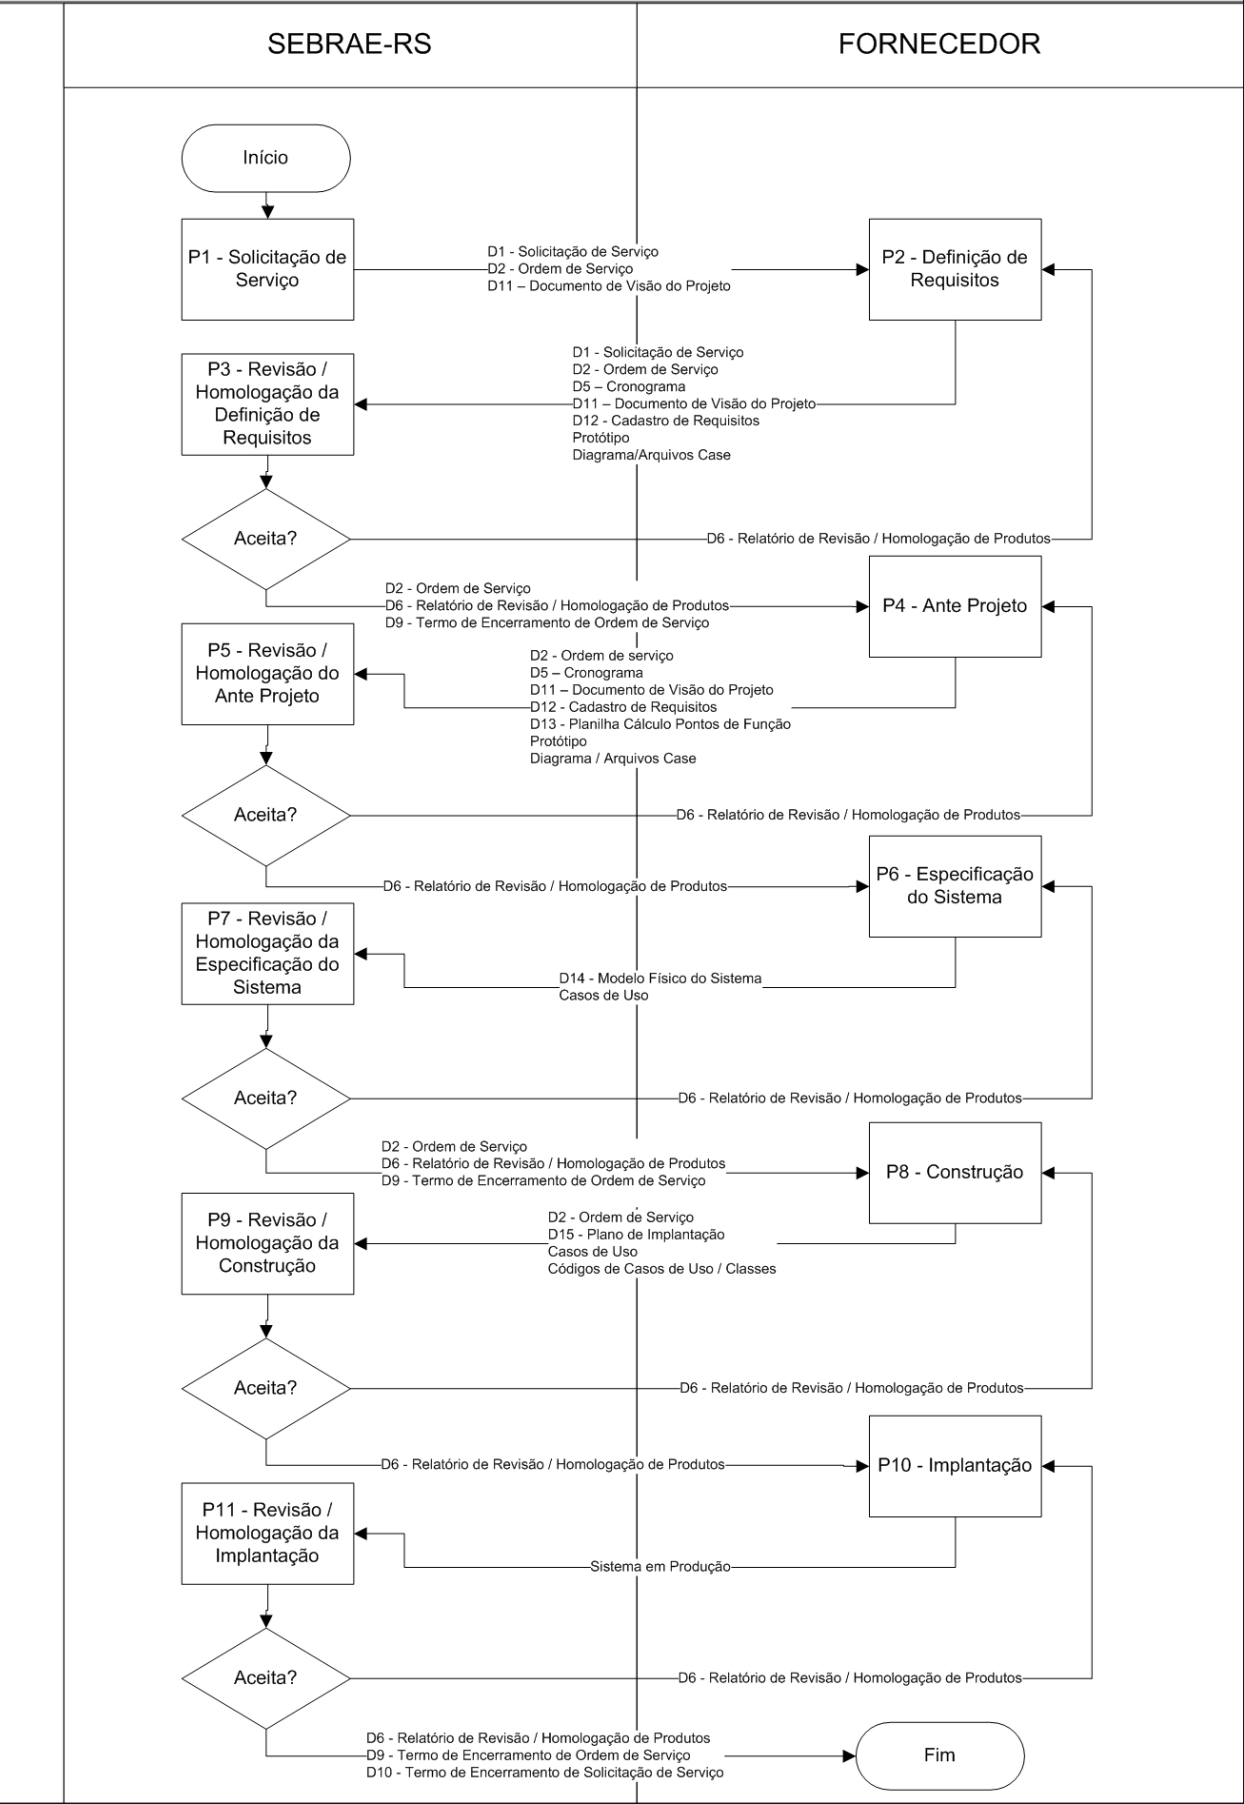 SEBRAE-RS
FORNECEDOR
Início
P1 - Solicitação de
Serviço
D1 - Solicitação de Serviço
D2 - Ordem de Serviço
D11 – Documento de Visão do Projeto
P2 - Definição de
Requisitos
P3 - Revisão /
Homologação da
Definição de
Requisitos
D1 - Solicitação de Serviço
D2 - Ordem de Serviço
D5 – Cronograma
D11 – Documento de Visão do Projeto
D12 - Cadastro de Requisitos
Protótipo
Diagrama/Arquivos Case
Aceita?
D6 - Relatório de Revisão / Homologação de Produtos
D2 - Ordem de Serviço
D6 - Relatório de Revisão / Homologação de Produtos
D9 - Termo de Encerramento de Ordem de Serviço
P4 - Ante Projeto
P5 - Revisão /
Homologação do
Ante Projeto
D2 - Ordem de serviço
D5 – Cronograma
D11 – Documento de Visão do Projeto
D12 - Cadastro de Requisitos
D13 - Planilha Cálculo Pontos de Função
Protótipo
Diagrama / Arquivos Case
Aceita?
D6 - Relatório de Revisão / Homologação de Produtos
D6 - Relatório de Revisão / Homologação de Produtos
P6 - Especificação
do Sistema
P7 - Revisão /
Homologação da
Especificação do
Sistema
D14 - Modelo Físico do Sistema
Casos de Uso
Aceita?
D6 - Relatório de Revisão / Homologação de Produtos
D2 - Ordem de Serviço
D6 - Relatório de Revisão / Homologação de Produtos
D9 - Termo de Encerramento de Ordem de Serviço
P8 - Construção
P9 - Revisão /
Homologação da
Construção
D2 - Ordem de Serviço
D15 - Plano de Implantação
Casos de Uso
Códigos de Casos de Uso / Classes
Aceita?
D6 - Relatório de Revisão / Homologação de Produtos
D6 - Relatório de Revisão / Homologação de Produtos
P10 - Implantação
P11 - Revisão /
Homologação da
Implantação
Sistema em Produção
Aceita?
D6 - Relatório de Revisão / Homologação de Produtos
D6 - Relatório de Revisão / Homologação de Produtos
D9 - Termo de Encerramento de Ordem de Serviço
D10 - Termo de Encerramento de Solicitação de Serviço
Fim